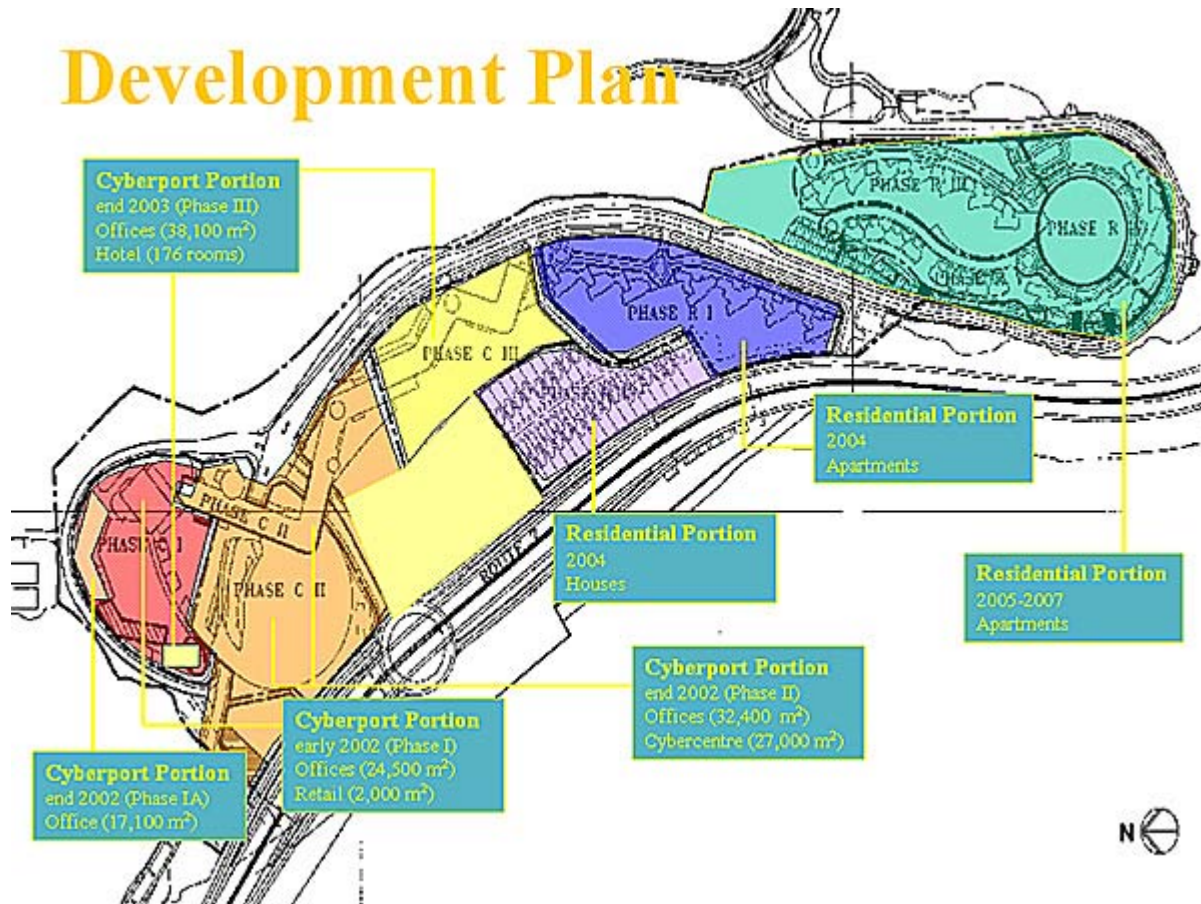 Development Plan
Cyberport Portion
end 2003 (Phase III)
Offices (38,100 m²)
Hotel (176 rooms)
PHASE R III
PHASE R
PHASE R I
PHASE C III
Residential Portion
2004
Apartments
PHASE C II
PHASE C I
ROUTE 7
Residential Portion
2004
Houses
PHASE C II
Residential Portion
2005-2007
Apartments
Cyberport Portion
end 2002 (Phase II)
Offices (32,400 m²)
Cybercentre (27,000 m²)
Cyberport Portion
early 2002 (Phase I)
Offices (24,500 m²)
Retail (2,000 m²)
Cyberport Portion
end 2002 (Phase IA)
Office (17,100 m²)
N